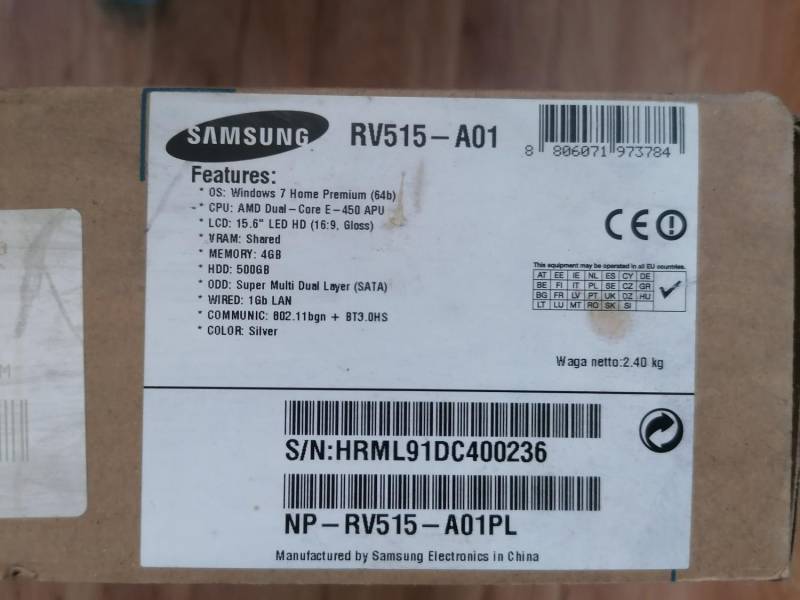 SAMSUNG RV515-A01
8 806071 973784
Features:
* OS: Windows 7 Home Premium (64b)
* CPU: AMD Dual-Core E-450 APU
* LCD: 15.6" LED HD (16:9, Gloss)
* VRAM: Shared
* MEMORY: 4GB
* HDD: 500GB
* ODD: Super Multi Dual Layer (SATA)
* WIRED: 1Gb LAN
* COMMUNIC: 802.11bgn + BT3.0HS
* COLOR: Silver
CE
This equipment may be operated in all EU countries.
AT EE IE NL ES CY DE
BE FI IT PL SE CZ GR
BG FR LV PT UK DZ HU
LT LU MT RO SK SI
Waga netto:2.40 kg
S/N:HRML91DC400236
NP-RV515-A01PL
Manufactured by Samsung Electronics in China